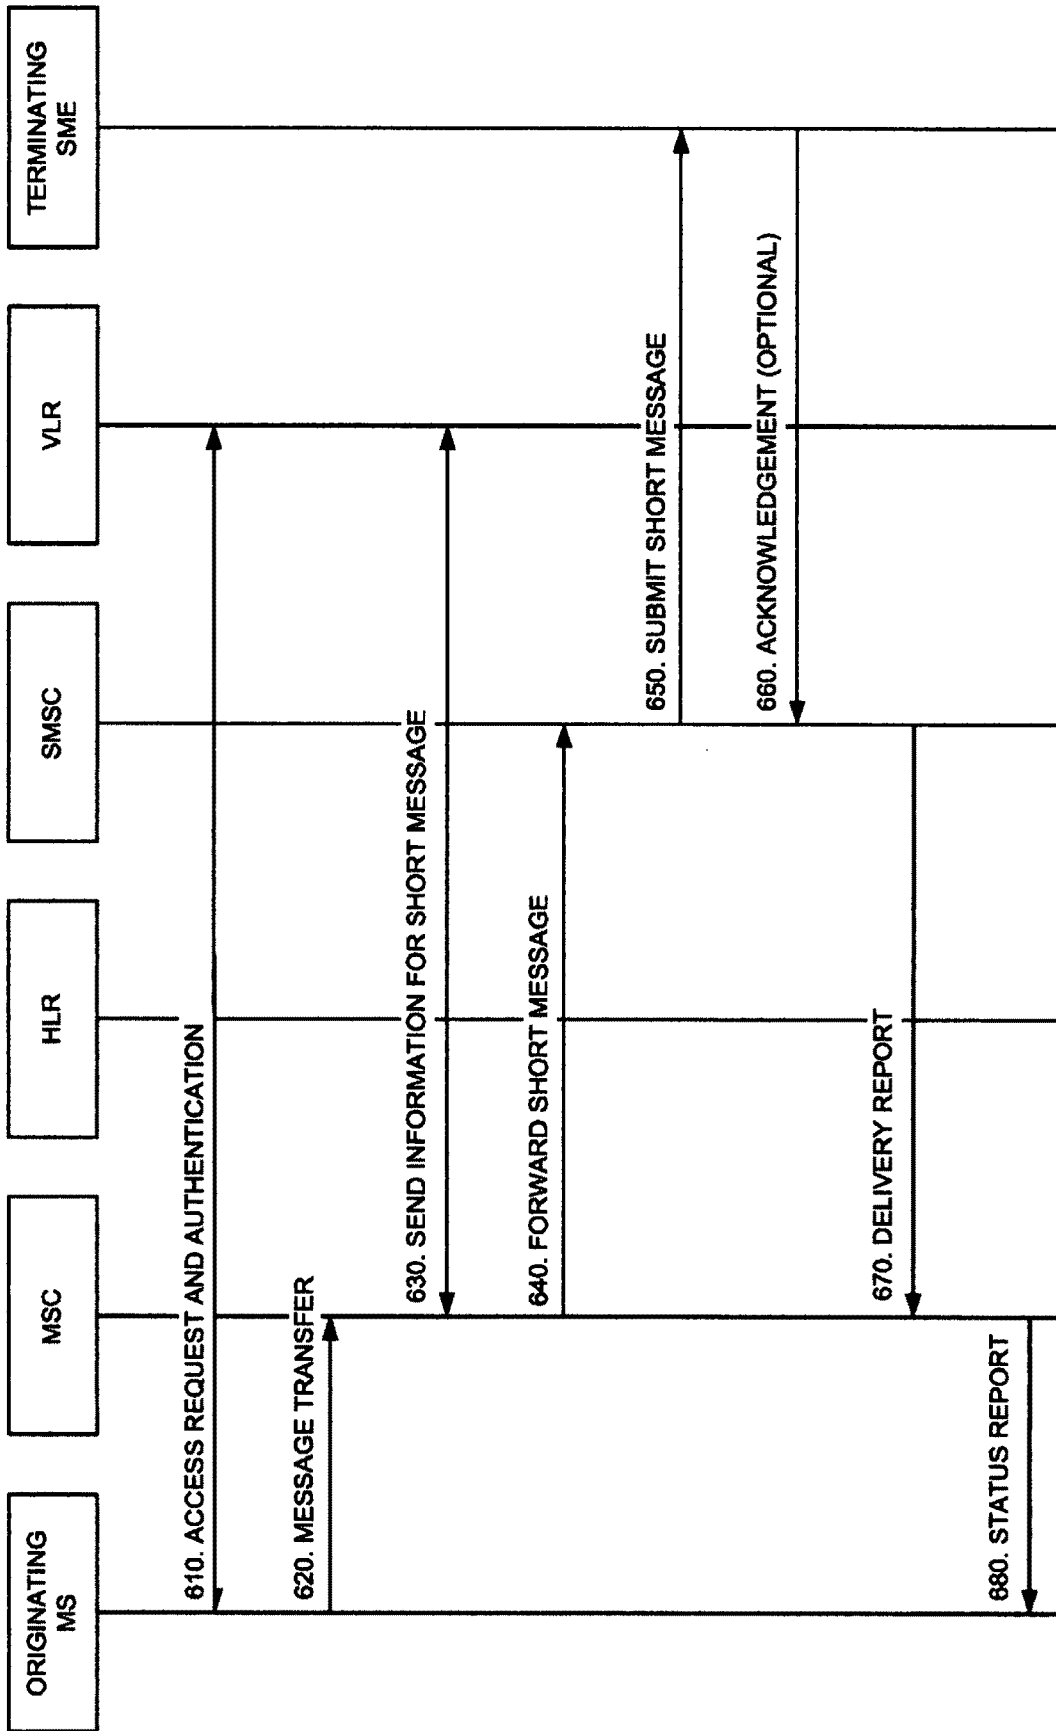 ORIGINATING
MS
MSC
HLR
SMSC
VLR
TERMINATING
SME
610. ACCESS REQUEST AND AUTHENTICATION
620. MESSAGE TRANSFER
630. SEND INFORMATION FOR SHORT MESSAGE
640. FORWARD SHORT MESSAGE
650. SUBMIT SHORT MESSAGE
660. ACKNOWLEDGEMENT (OPTIONAL)
670. DELIVERY REPORT
680. STATUS REPORT